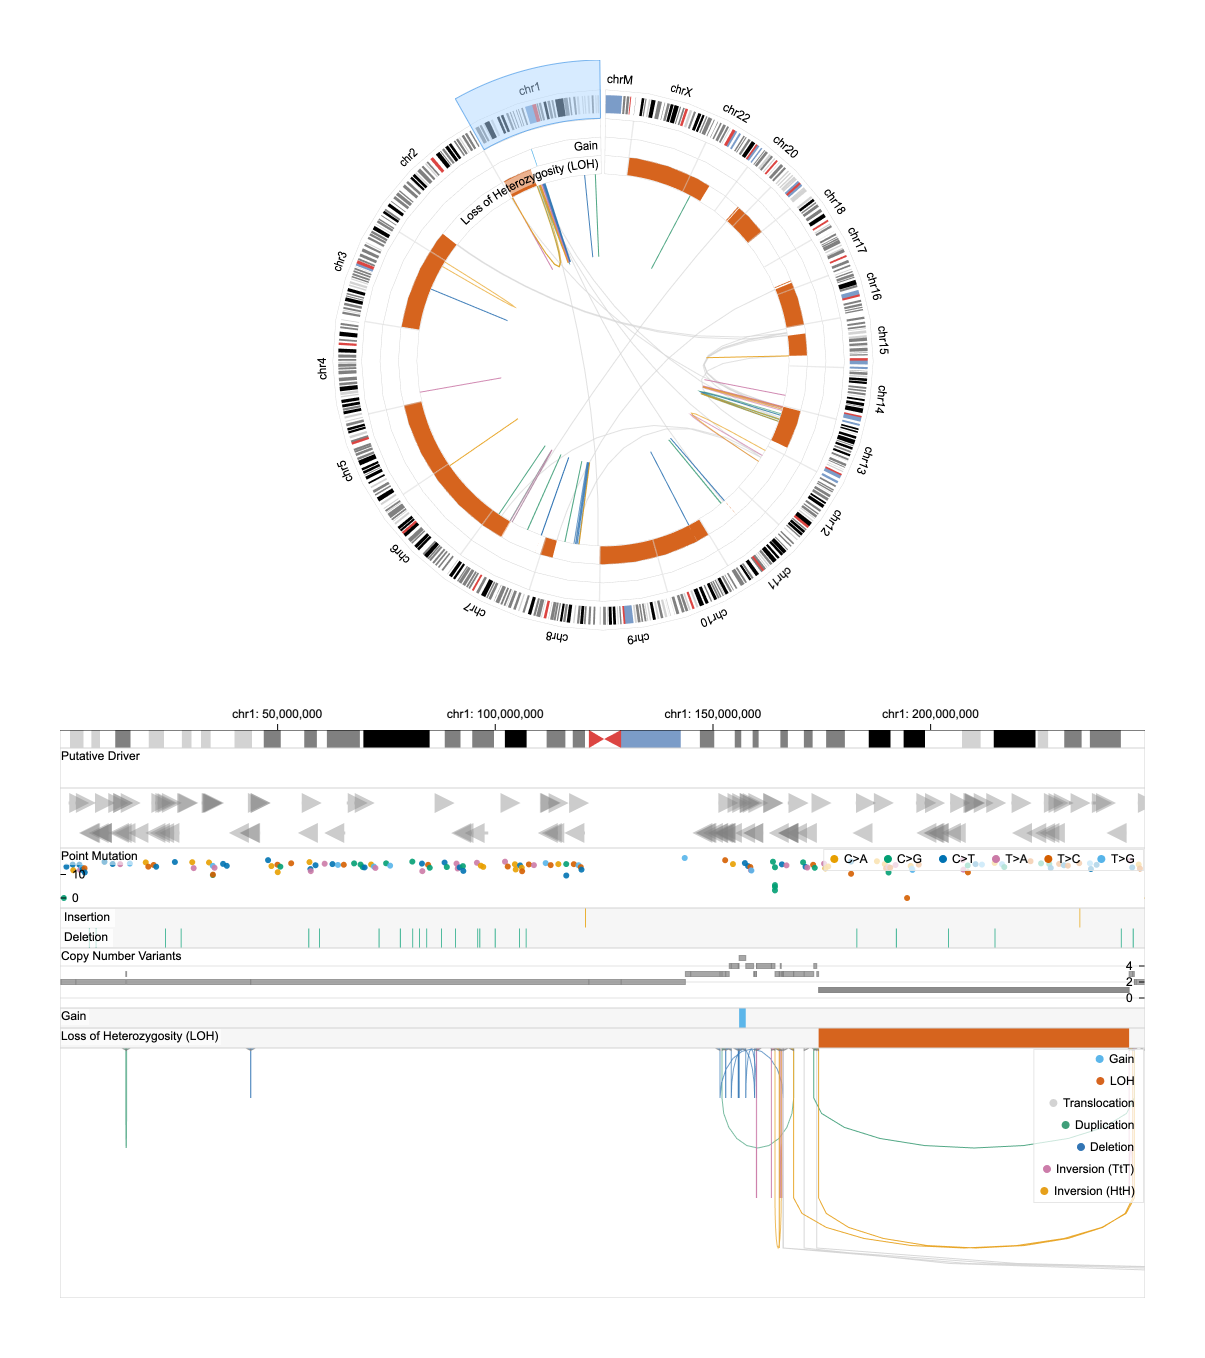 chrM
chrX
chr22
chr20
chr18
chr17
chr16
chr15
chr14
chr13
chr12
chr11
chr10
chr9
chr8
chr7
chr6
chr5
chr4
chr3
chr2
chr1
Gain
Loss of Heterozygosity (LOH)
chr1: 50,000,000
chr1: 100,000,000
chr1: 150,000,000
chr1: 200,000,000
Putative Driver
Point Mutation
C>A C>G C>T T>A T>C T>G
10
0
Insertion
Deletion
Copy Number Variants
4
2
0
Gain
Loss of Heterozygosity (LOH)
Gain
LOH
Translocation
Duplication
Deletion
Inversion (TtT)
Inversion (HtH)